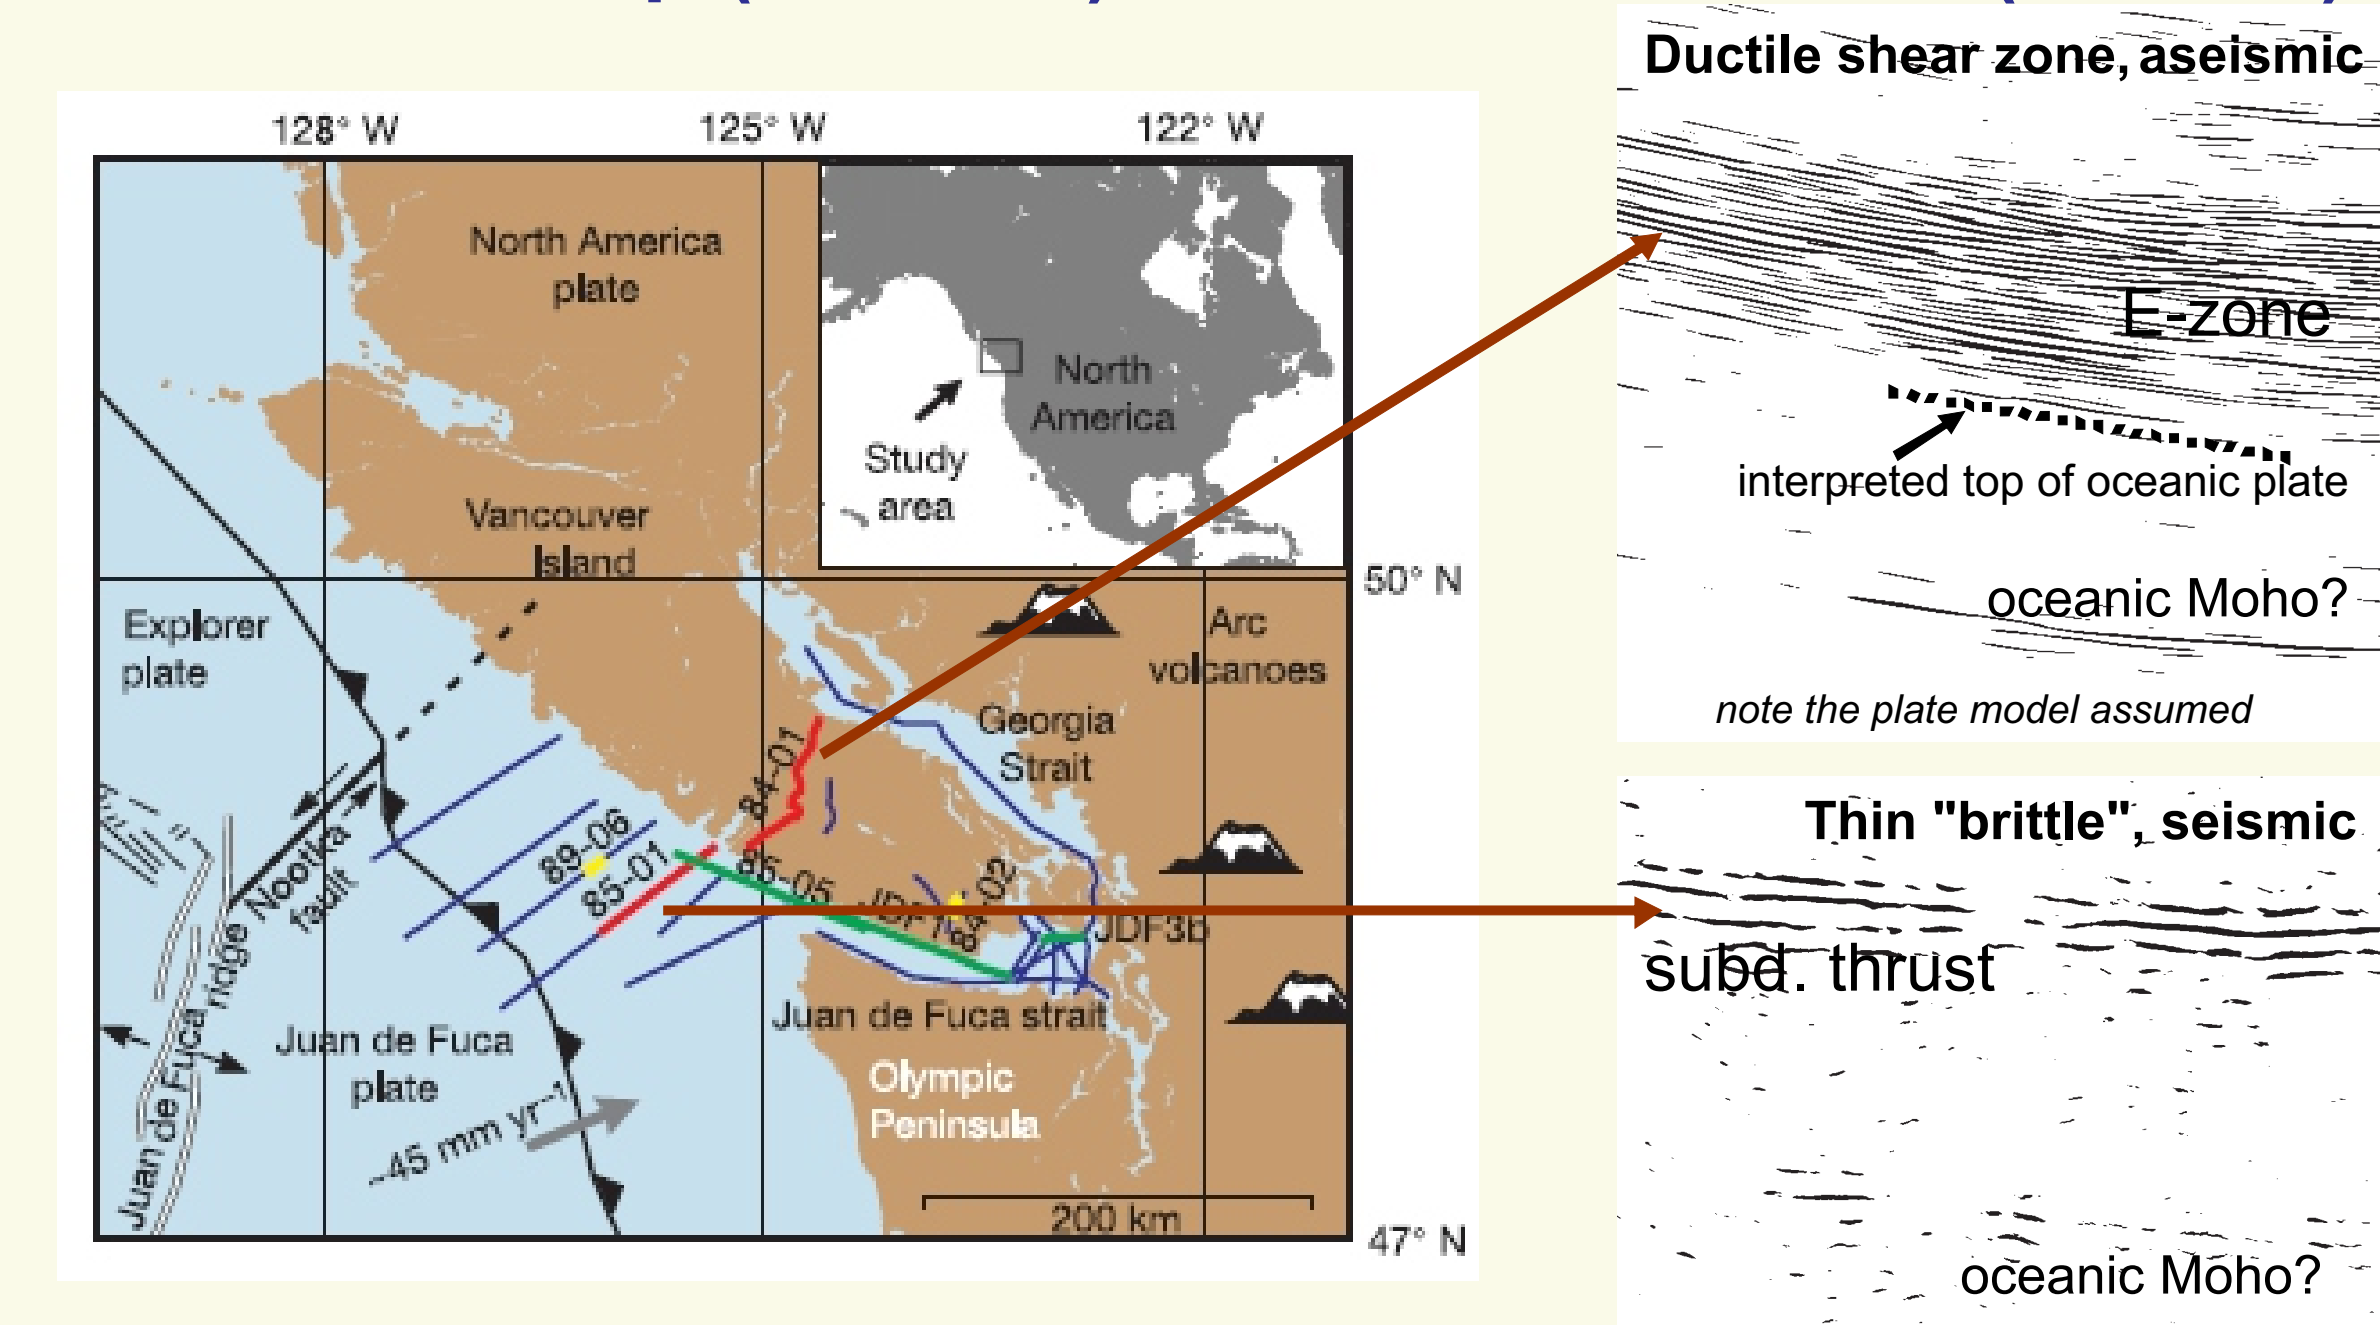 128° W
125° W
122° W
North America
plate
North
America
Study
area
Vancouver
Island
50° N
Explorer
plate
Arc
volcanoes
Georgia
Strait
84-01
89-06
85-01
86-05
84-02
JDF3b
Nootka
fault
Juan de Fuca ridge
Juan de Fuca strait
Juan de Fuca
plate
Olympic
Peninsula
~45 mm yr⁻¹
200 km
47° N
Ductile shear zone, aseismic
E-zone
interpreted top of oceanic plate
oceanic Moho?
note the plate model assumed
Thin "brittle", seismic
subd. thrust
oceanic Moho?